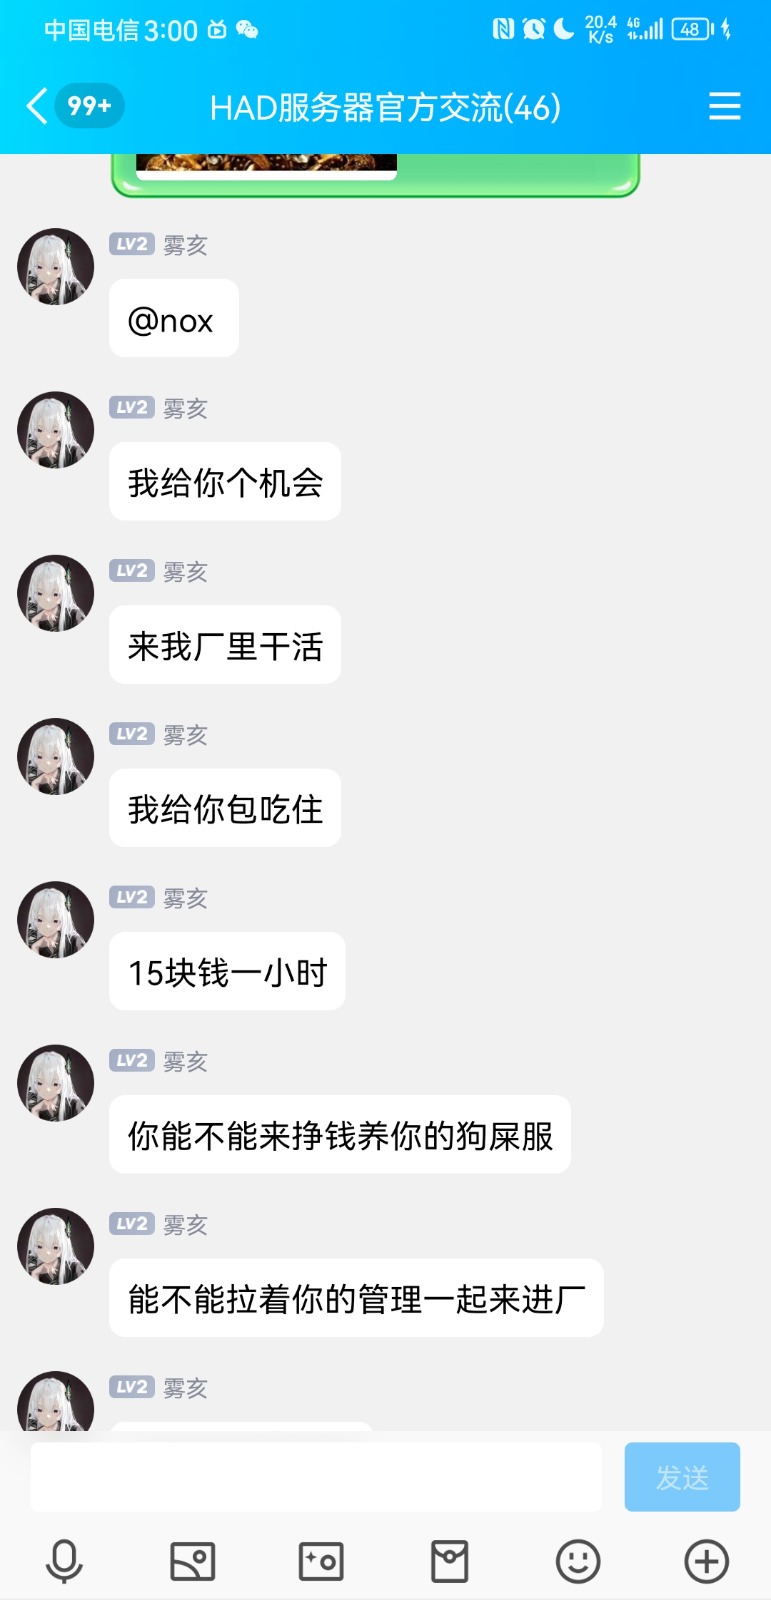 中国电信 3:00 20.4 K/s 4G 48
99+ HAD服务器官方交流(46)
LV2 雾亥
@nox
LV2 雾亥
我给你个机会
LV2 雾亥
来我厂里干活
LV2 雾亥
我给你包吃住
LV2 雾亥
15块钱一小时
LV2 雾亥
你能不能来挣钱养你的狗屎服
LV2 雾亥
能不能拉着你的管理一起来进厂
LV2 雾亥
发送